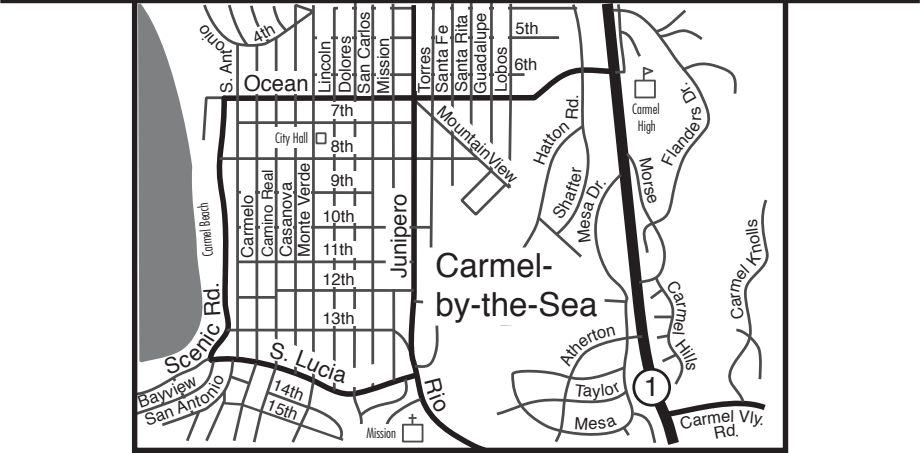 onio
4th
S. Ant
Ocean
Lincoln
Dolores
San Carlos
Mission
Torres
Santa Fe
Santa Rita
Guadalupe
Lobos
5th
6th
7th
City Hall
8th
Mountain View
Hatton Rd.
Carmel
High
Flanders Dr.
9th
Shafter
Mesa Dr.
Morse
Carmel Beach
Carmelo
Camino Real
Casanova
Monte Verde
10th
Junipero
11th
12th
13th
Carmel-
by-the-Sea
Carmel Knolls
Carmel Hills
Scenic Rd.
S. Lucia
Atherton
Bayview
San Antonio
14th
15th
Rio
Taylor
1
Mission
Mesa
Carmel Vly.
Rd.